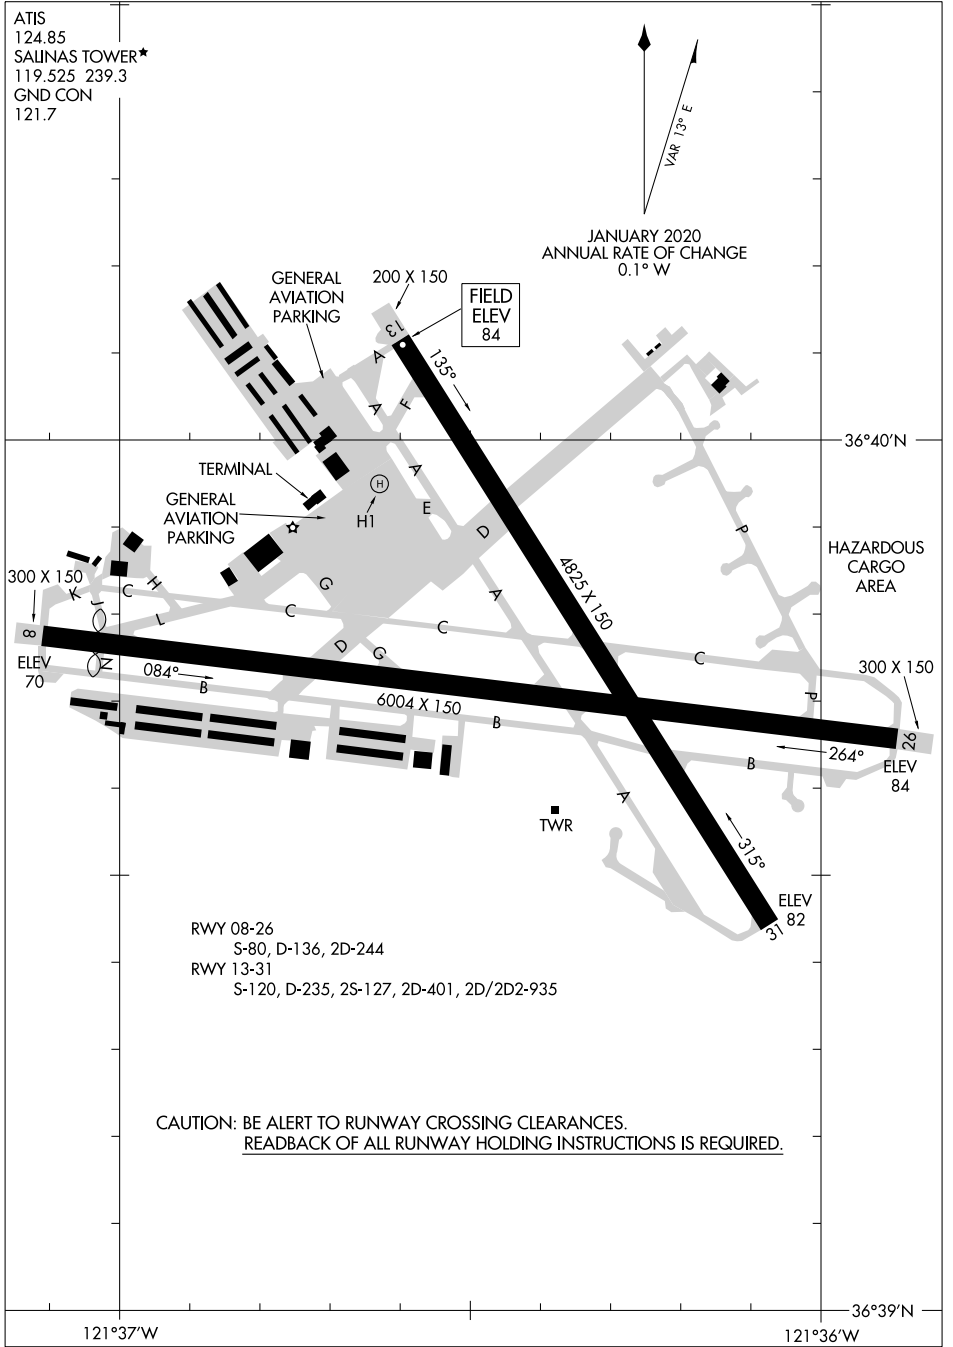 ATIS
124.85
SALINAS TOWER★
119.525 239.3
GND CON
121.7
VAR 13° E
JANUARY 2020
ANNUAL RATE OF CHANGE
0.1° W
GENERAL
AVIATION
PARKING
200 X 150
FIELD
ELEV
84
13
135°
A
A
F
A
36°40'N
TERMINAL
GENERAL
AVIATION
PARKING
H
H1
E
D
P
HAZARDOUS
CARGO
AREA
4825 X 150
300 X 150
K
J
C
H
L
G
C
A
C
C
8
ELEV
70
N
084°
B
D
G
6004 X 150
B
P
300 X 150
26
264°
ELEV
84
B
A
TWR
315°
ELEV
82
31
RWY 08-26
S-80, D-136, 2D-244
RWY 13-31
S-120, D-235, 2S-127, 2D-401, 2D/2D2-935
CAUTION: BE ALERT TO RUNWAY CROSSING CLEARANCES.
READBACK OF ALL RUNWAY HOLDING INSTRUCTIONS IS REQUIRED.
36°39'N
121°37'W
121°36'W